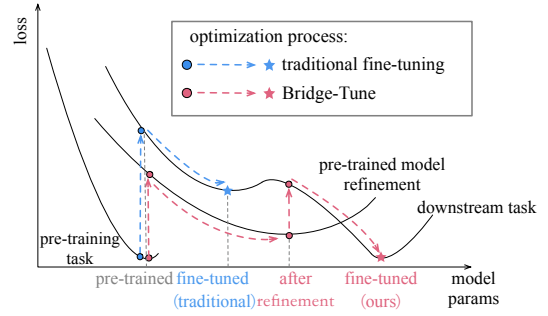 loss
optimization process:
traditional fine-tuning
Bridge-Tune
pre-trained model
refinement
downstream task
pre-training
task
pre-trained
fine-tuned
(traditional)
after
refinement
fine-tuned
(ours)
model
params